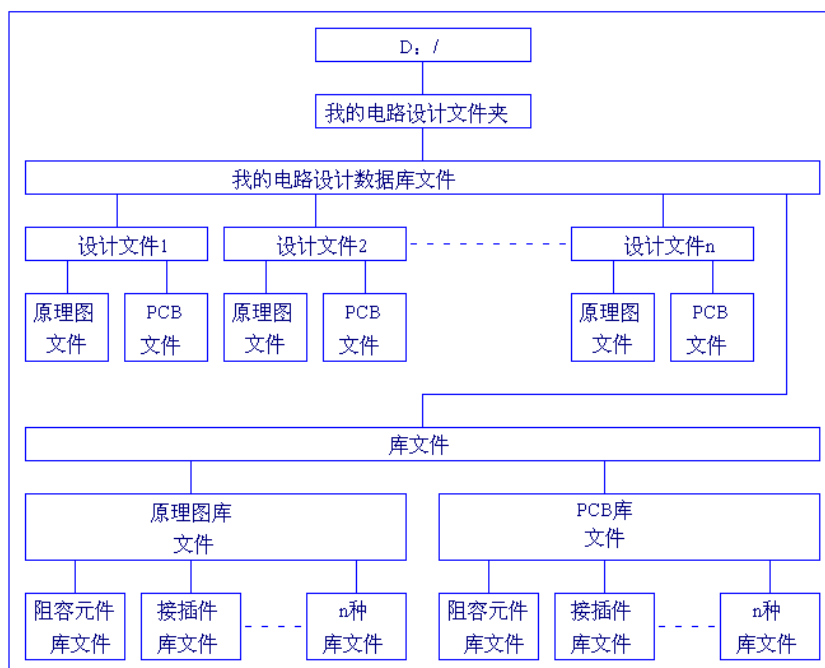 D：/
我的电路设计文件夹
我的电路设计数据库文件
设计文件1
设计文件2
设计文件n
原理图
文件
PCB
文件
原理图
文件
PCB
文件
原理图
文件
PCB
文件
库文件
原理图库
文件
PCB库
文件
阻容元件
库文件
接插件
库文件
n种
库文件
阻容元件
库文件
接插件
库文件
n种
库文件